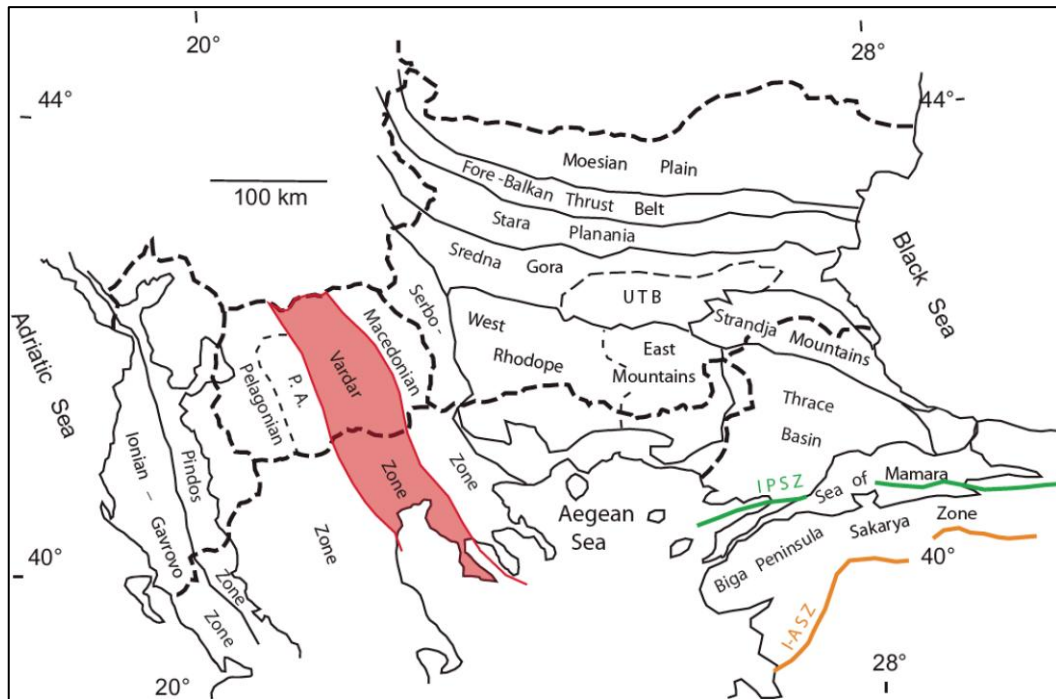 20°
28°
44°
44°
100 km
Moesian Plain
Fore-Balkan Thrust Belt
Stara Planania
Sredna Gora
UTB
Black Sea
Strandja Mountains
Serbo-
Macedonian
Zone
West
Rhodope
East
Mountains
Adriatic Sea
Vardar
Zone
P. A.
Pelagonian
Zone
Pindos
Zone
Ionian -
Gavrovo
Zone
Thrace
Basin
IPSZ
Sea of Mamara
Aegean
Sea
Biga Peninsula
Sakarya Zone
40°
40°
I-ASZ
20°
28°